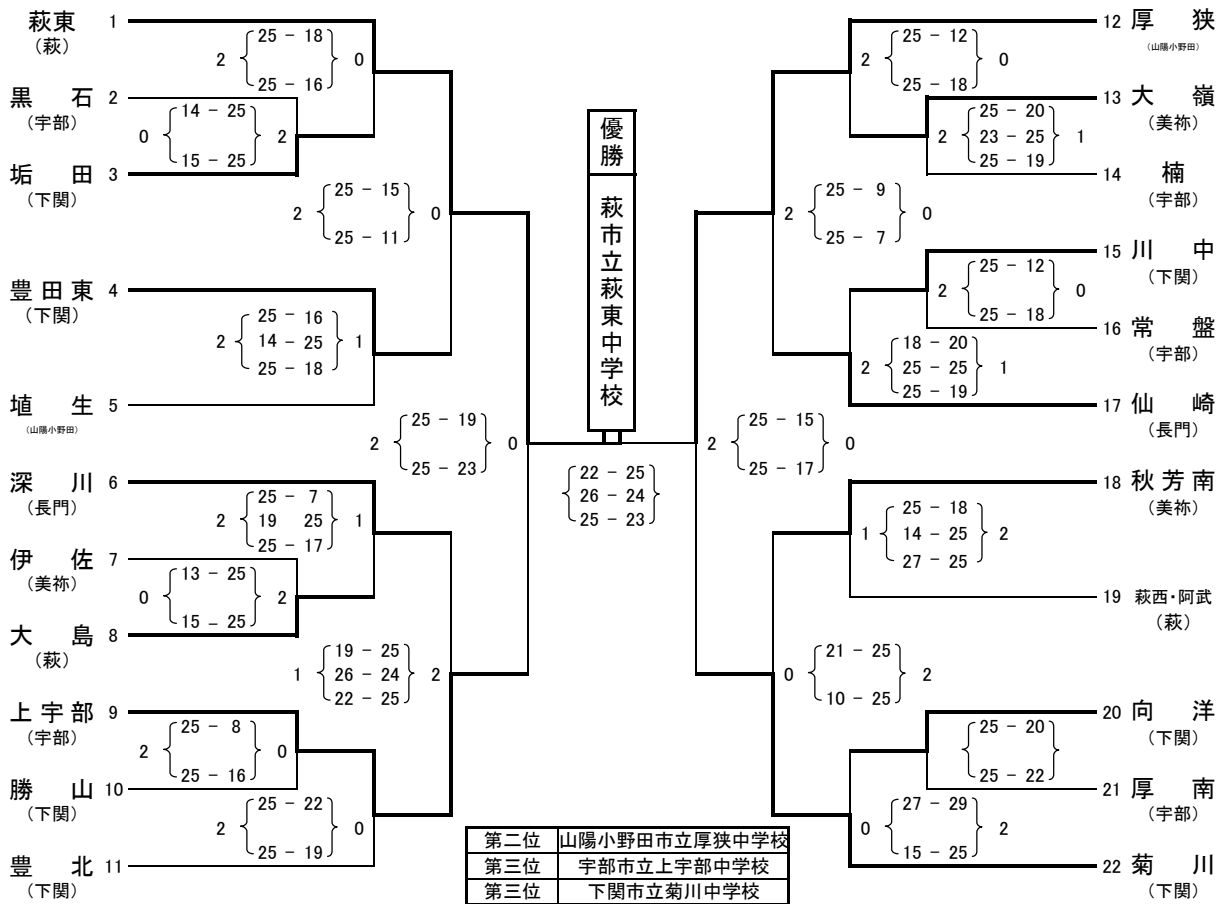 萩東 1
（萩）
2 25 - 18 0
25 - 16
黒石 2
（宇部）
0 14 - 25 2
15 - 25
垢田 3
（下関）
2 25 - 15 0
25 - 11
豊田東 4
（下関）
2 25 - 16 1
14 - 25
25 - 18
埴生 5
（山陽小野田）
2 25 - 19 0
25 - 23
深川 6
（長門）
2 25 - 7 1
19 25
25 - 17
伊佐 7
（美祢）
0 13 - 25 2
15 - 25
大島 8
（萩）
1 19 - 25 2
26 - 24
22 - 25
上宇部 9
（宇部）
2 25 - 8 0
25 - 16
勝山 10
（下関）
2 25 - 22 0
25 - 19
豊北 11
（下関）
優勝
萩市立萩東中学校
22 - 25
26 - 24
25 - 23
12 厚狭
（山陽小野田）
2 25 - 12 0
25 - 18
13 大嶺
（美祢）
2 25 - 20 1
23 - 25
25 - 19
14 楠
（宇部）
2 25 - 9 0
25 - 7
15 川中
（下関）
2 25 - 12 0
25 - 18
16 常盤
（宇部）
2 18 - 20 1
25 - 25
25 - 19
17 仙崎
（長門）
2 25 - 15 0
25 - 17
18 秋芳南
（美祢）
1 25 - 18 2
14 - 25
27 - 25
19 萩西・阿武
（萩）
0 21 - 25 2
10 - 25
20 向洋
（下関）
25 - 20
25 - 22
21 厚南
（宇部）
0 27 - 29 2
15 - 25
22 菊川
（下関）
第二位 山陽小野田市立厚狭中学校
第三位 宇部市立上宇部中学校
第三位 下関市立菊川中学校